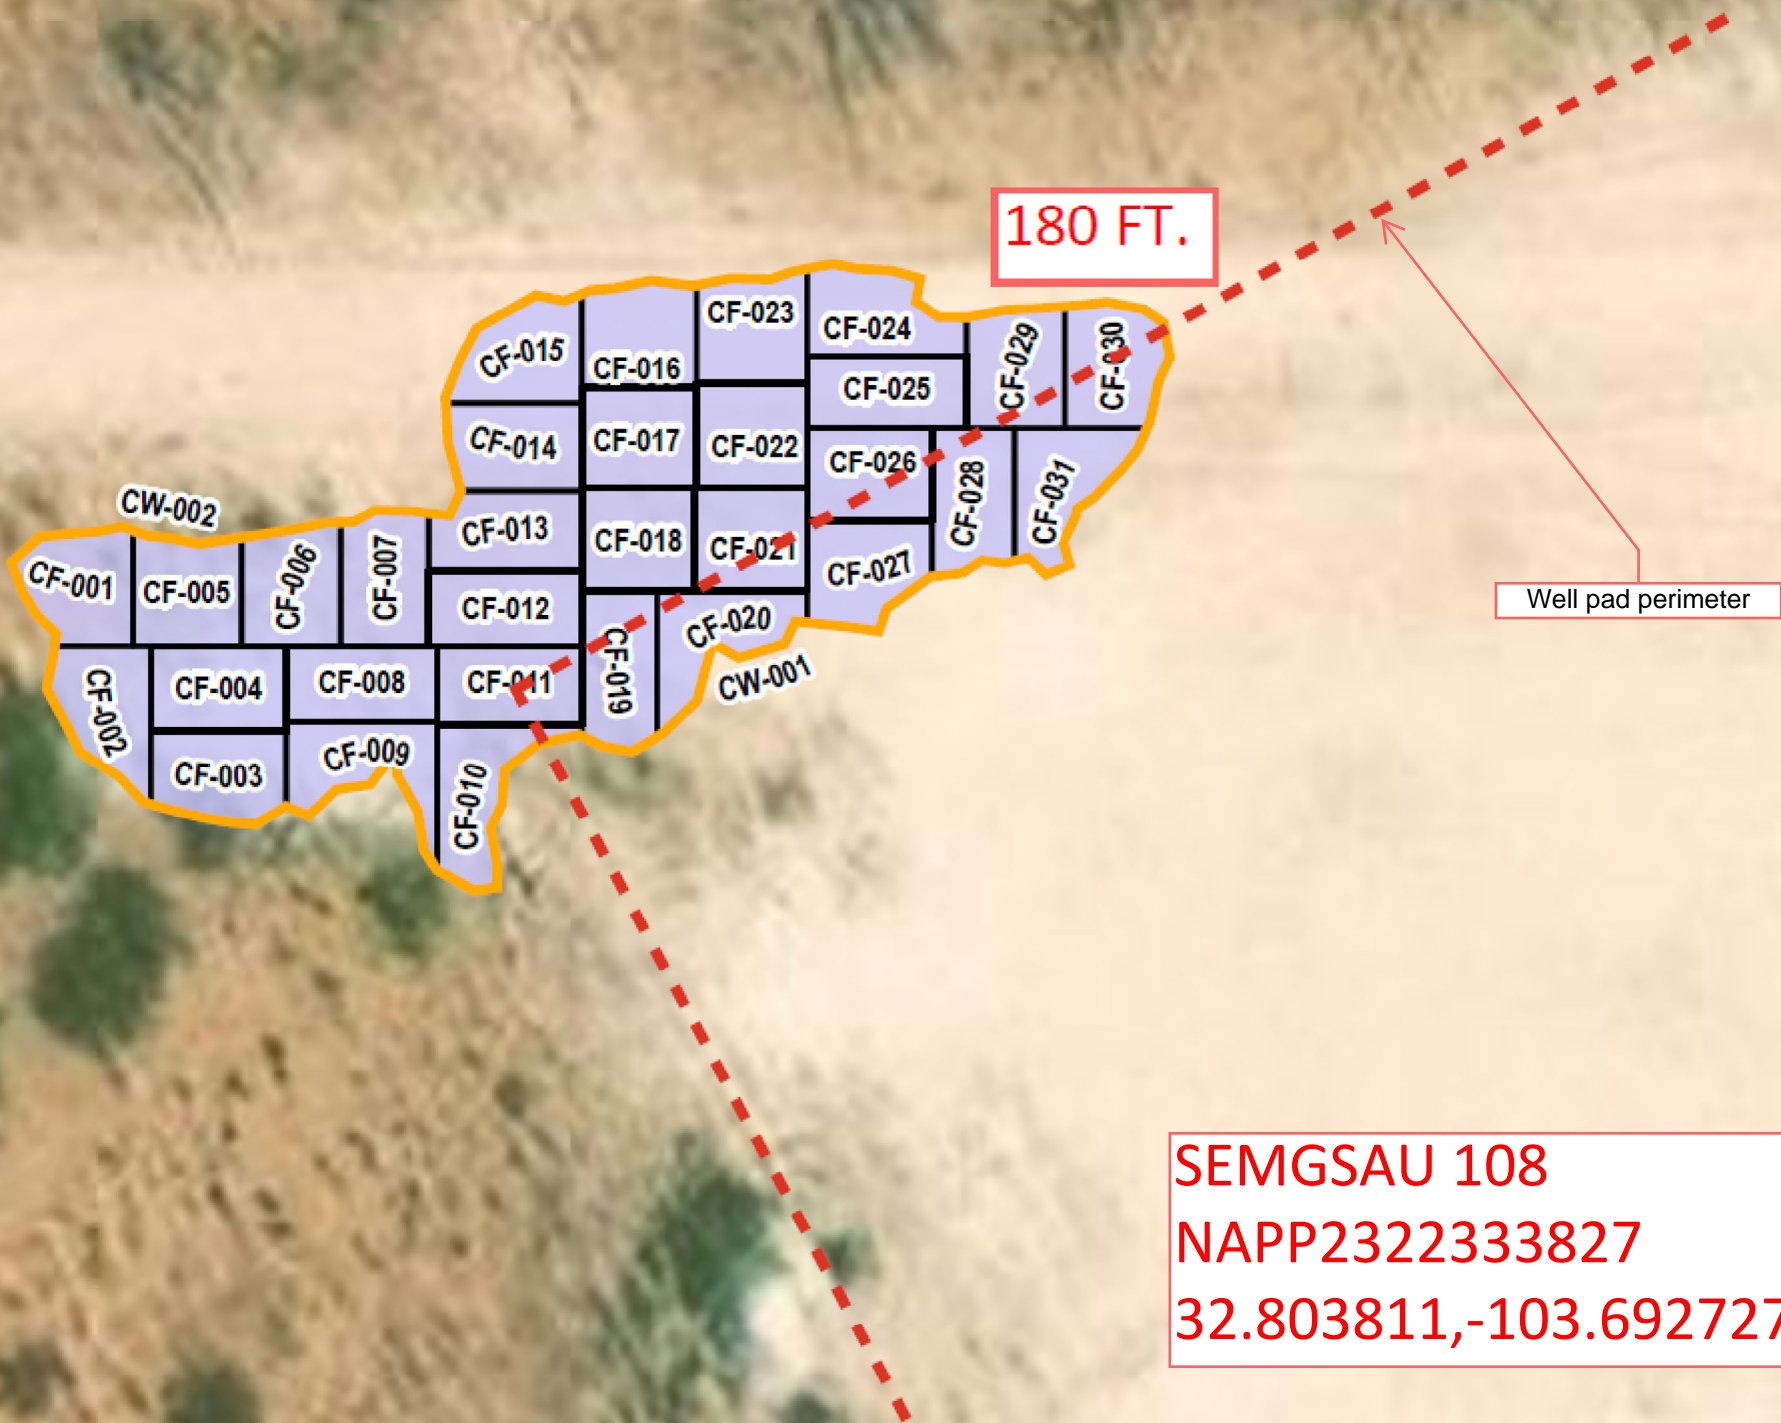 180 FT.
CF-023
CF-024
CF-015
CF-016
CF-029
CF-030
CF-025
CF-014
CF-017
CF-022
CF-026
CF-028
CF-031
CW-002
CF-013
CF-018
CF-021
CF-027
CF-001
CF-005
CF-006
CF-007
CF-012
CF-020
Well pad perimeter
CF-002
CF-004
CF-008
CF-011
CF-019
CW-001
CF-003
CF-009
CF-010
SEMGSAU 108
NAPP2322333827
32.803811,-103.692727